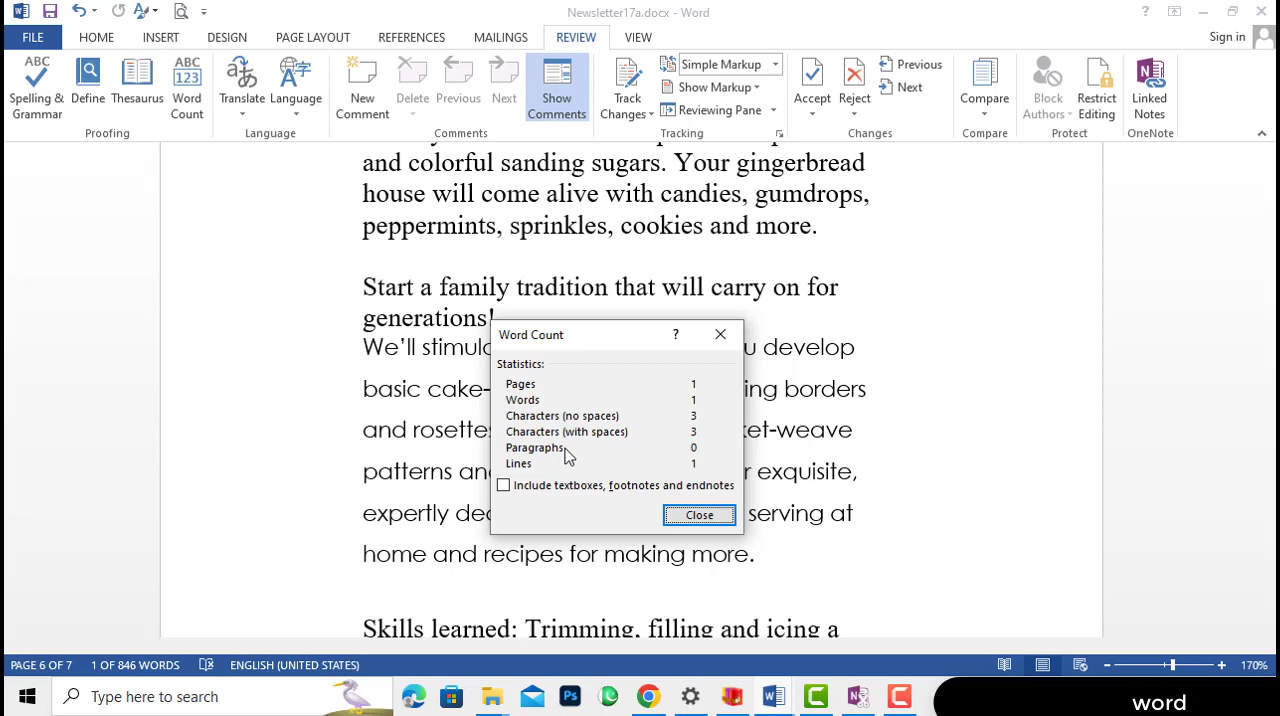 Newsletter17a.docx - Word
?
FILE HOME INSERT DESIGN PAGE LAYOUT REFERENCES MAILINGS REVIEW VIEW Sign in
ABC Spelling & Grammar
Define
Thesaurus
ABC 123 Word Count
Translate
Language
New Comment
Delete
Previous
Next
Show Comments
Track Changes
Simple Markup
Show Markup
Reviewing Pane
Accept
Reject
Previous
Next
Compare
Block Authors
Restrict Editing
Linked Notes
Proofing Language Comments Tracking Changes Compare Protect OneNote
and colorful sanding sugars. Your gingerbread
house will come alive with candies, gumdrops,
peppermints, sprinkles, cookies and more.
Start a family tradition that will carry on for
generations!
We'll stimul u develop
basic cake- ing borders
and rosettes ket-weave
patterns and r exquisite,
expertly dec serving at
home and recipes for making more.
Skills learned: Trimming, filling and icing a
Word Count ?
Statistics:
Pages 1
Words 1
Characters (no spaces) 3
Characters (with spaces) 3
Paragraphs 0
Lines 1
Include textboxes, footnotes and endnotes
Close
PAGE 6 OF 7 1 OF 846 WORDS ENGLISH (UNITED STATES) 170%
Type here to search
word